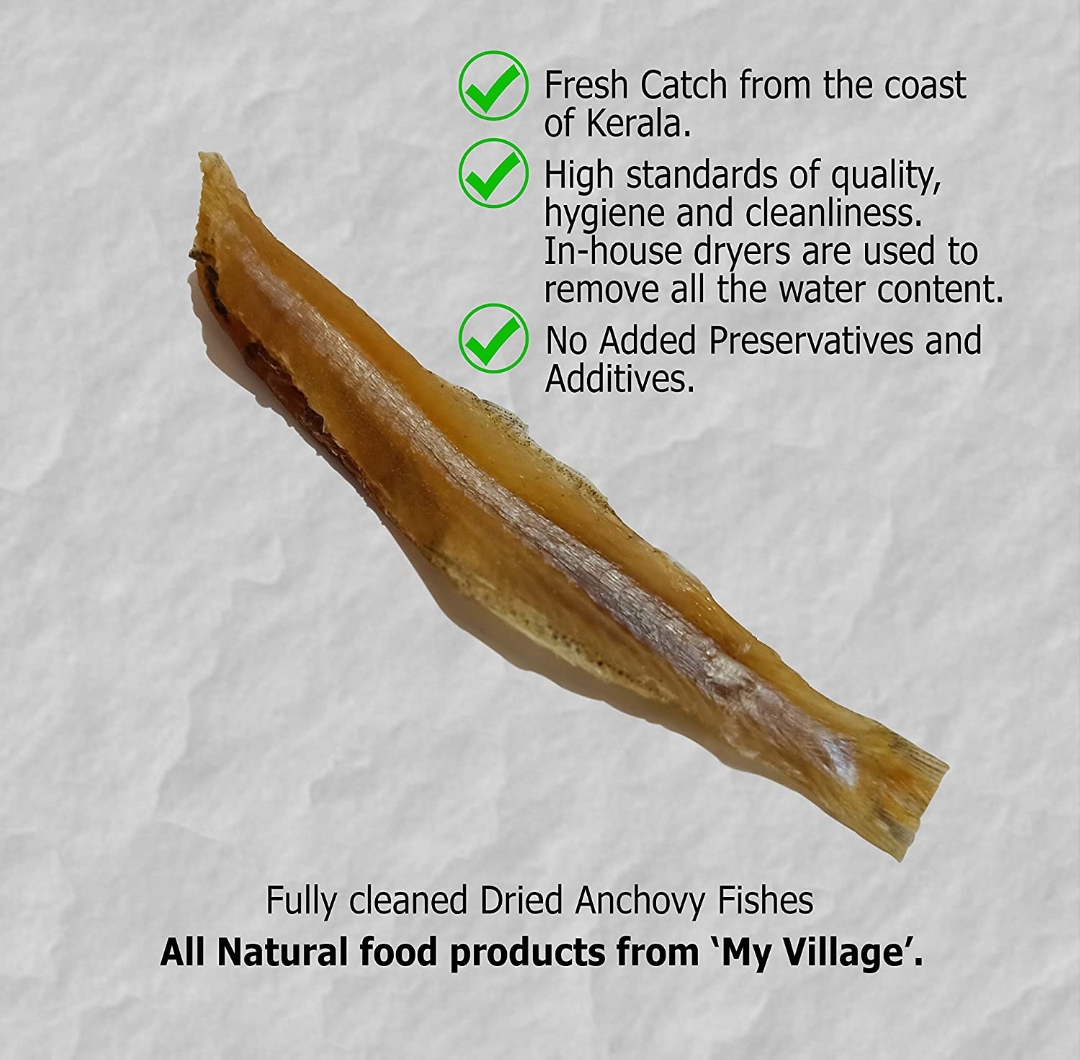 Fresh Catch from the coast
of Kerala.
High standards of quality,
hygiene and cleanliness.
In-house dryers are used to
remove all the water content.
No Added Preservatives and
Additives.
Fully cleaned Dried Anchovy Fishes
All Natural food products from ‘My Village’.